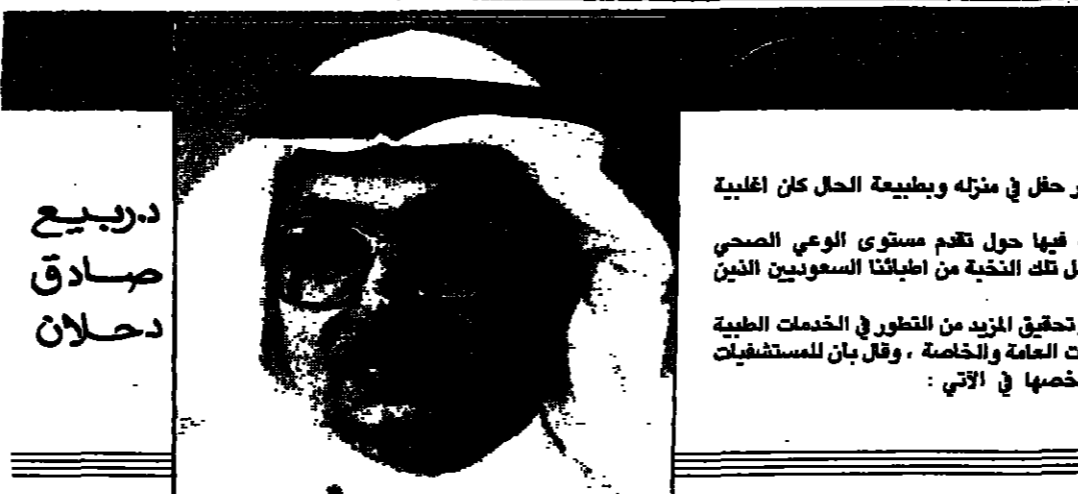 ر حفل في منزله وبطبيعة الحال كان اغلبية
فيها حول تقدم مستوى الوعي الصحي
ل تلك النخبة من اطبائنا السعوديين الذين
تحقيق المزيد من التطور في الخدمات الطبية
ت العامة والخاصة ، وقال بأن للمستشفيات
خصها في الآتي :
د.ربيع
صادق
دحلان